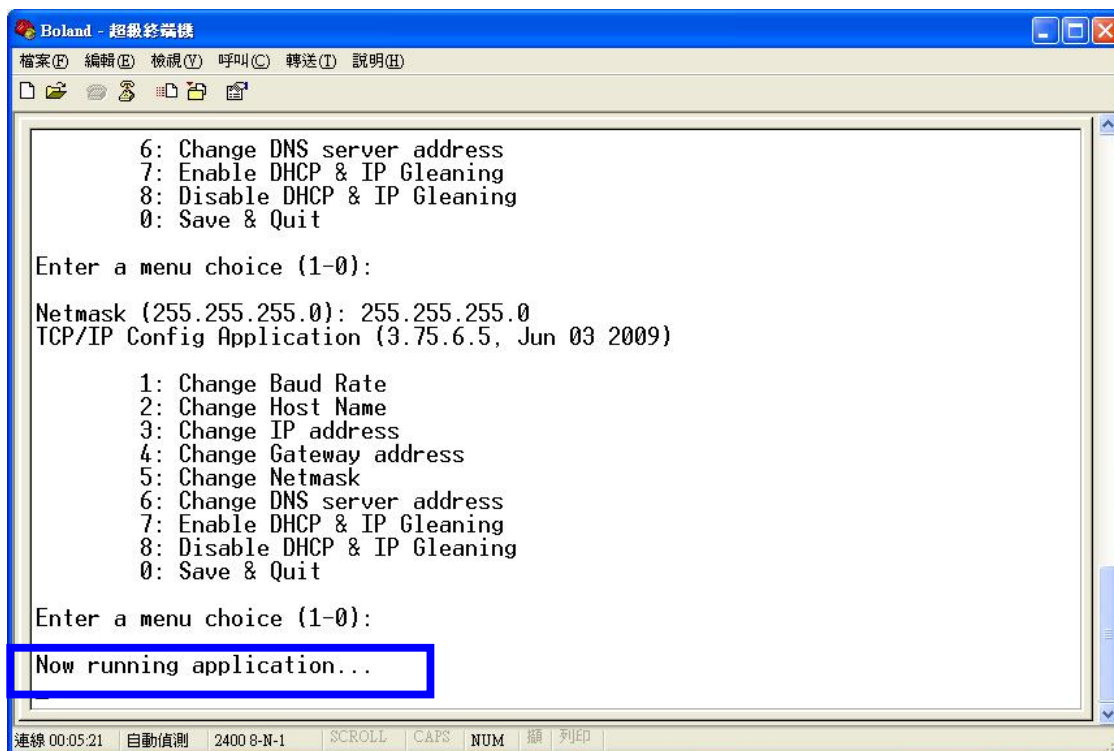 Boland - 超級終端機
檔案(F) 編輯(E) 檢視(V) 呼叫(C) 轉送(T) 說明(H)
6: Change DNS server address
7: Enable DHCP & IP Gleaning
8: Disable DHCP & IP Gleaning
0: Save & Quit
Enter a menu choice (1-0):
Netmask (255.255.255.0): 255.255.255.0
TCP/IP Config Application (3.75.6.5, Jun 03 2009)
1: Change Baud Rate
2: Change Host Name
3: Change IP address
4: Change Gateway address
5: Change Netmask
6: Change DNS server address
7: Enable DHCP & IP Gleaning
8: Disable DHCP & IP Gleaning
0: Save & Quit
Enter a menu choice (1-0):
Now running application...
連線 00:05:21 自動偵測 2400 8-N-1 SCROLL CAPS NUM 擷 列印